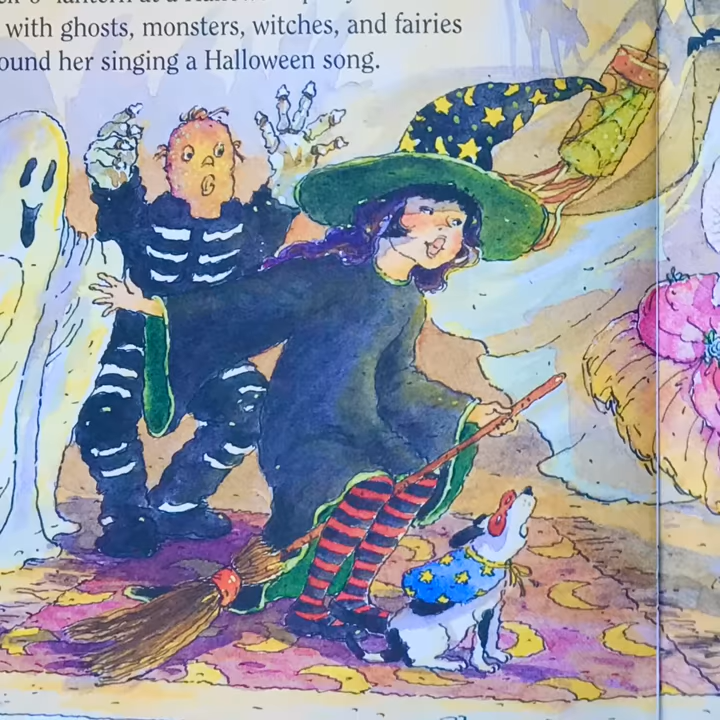 with ghosts, monsters, witches, and fairies
ound her singing a Halloween song.